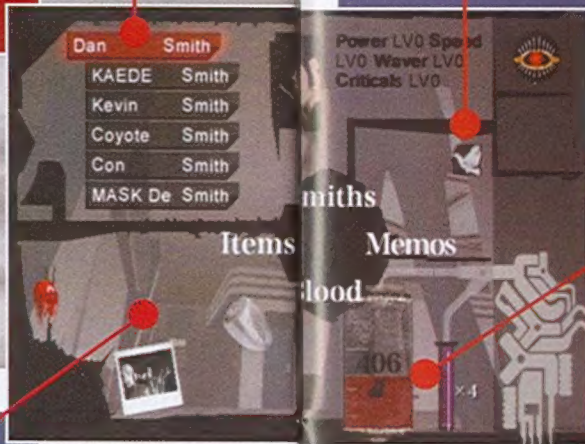 Dan Smith
KAEDE Smith
Kevin Smith
Coyote Smith
Con Smith
MASK De Smith
Power LV0 Speed
LV0 Waver LV0
Criticals LV0
miths
Items Memos
lood
406
×4